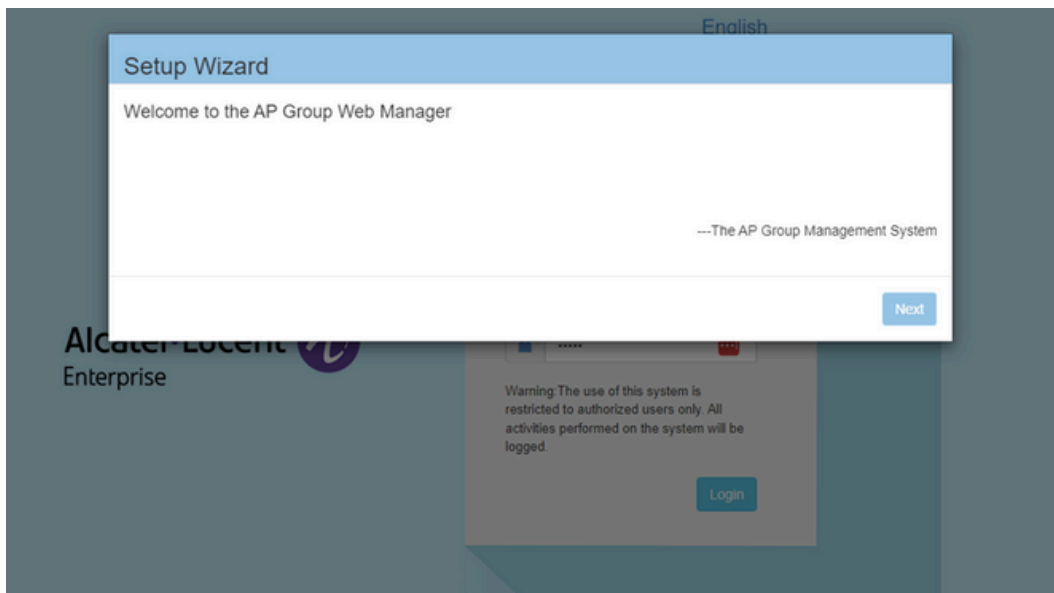 English
Setup Wizard
Welcome to the AP Group Web Manager
---The AP Group Management System
Next
Alcatel·Lucent
Enterprise
Warning:The use of this system is
restricted to authorized users only. All
activities performed on the system will be
logged.
Login